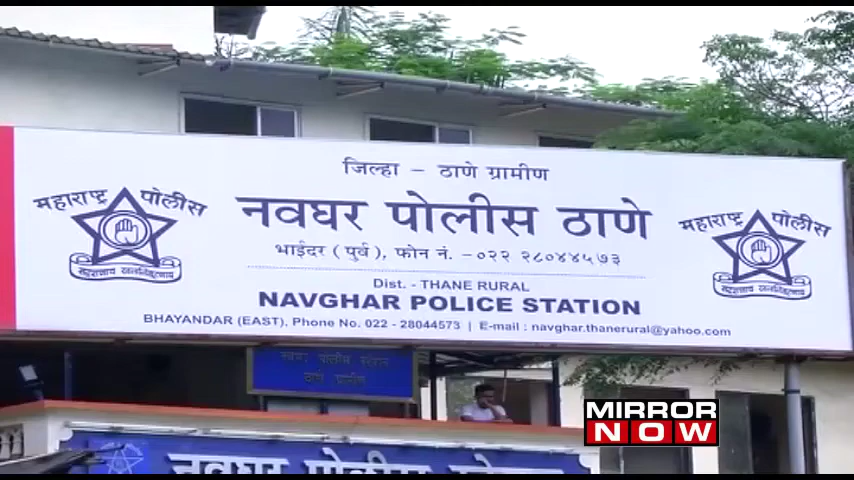 जिल्हा – ठाणे ग्रामीण
महाराष्ट्र पोलीस
नवघर पोलीस ठाणे
महाराष्ट्र पोलीस
भाईंदर ( पुर्व ), फोन नं. -०२२ २८०४४५७३
Dist. - THANE RURAL
NAVGHAR POLICE STATION
BHAYANDAR (EAST), Phone No. 022 - 28044573 | E-mail : navghar.thanerural@yahoo.com
ठाणे ग्रामीण
MIRROR
NOW
नवघर पोलीस